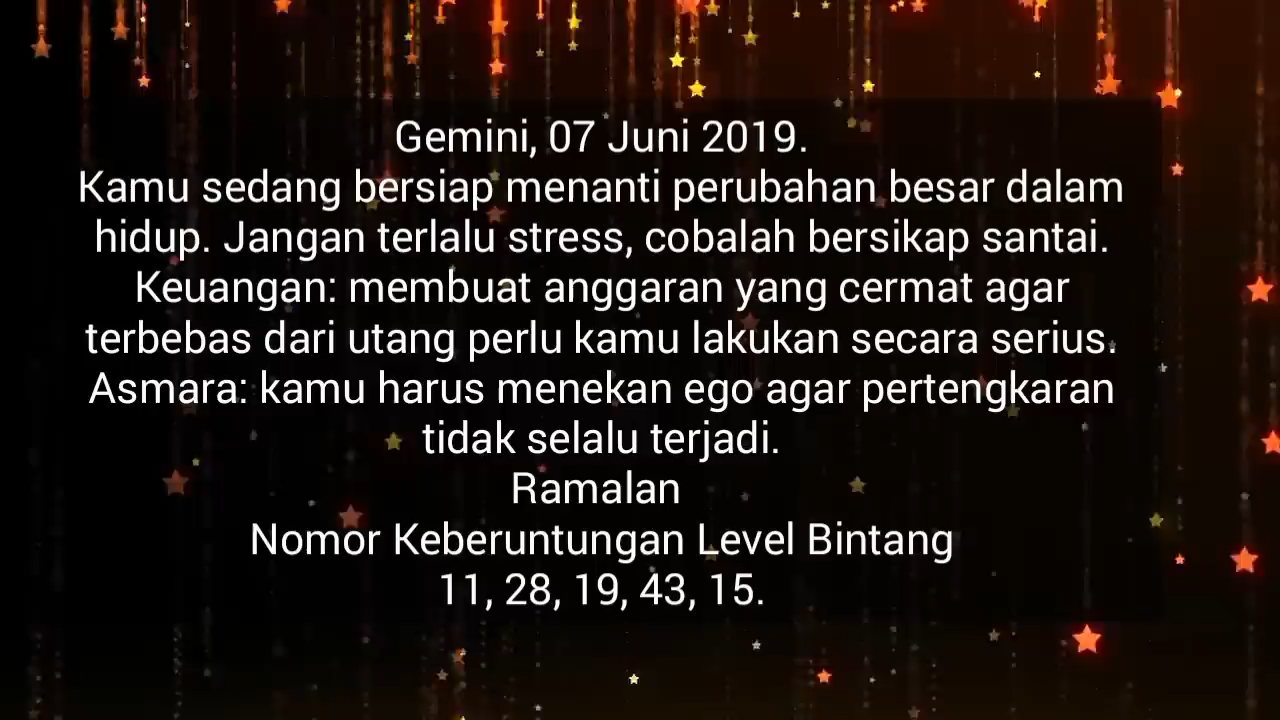 Gemini, 07 Juni 2019.
Kamu sedang bersiap menanti perubahan besar dalam
hidup. Jangan terlalu stress, cobalah bersikap santai.
Keuangan: membuat anggaran yang cermat agar
terbebas dari utang perlu kamu lakukan secara serius.
Asmara: kamu harus menekan ego agar pertengkaran
tidak selalu terjadi.
Ramalan
Nomor Keberuntungan Level Bintang
11, 28, 19, 43, 15.